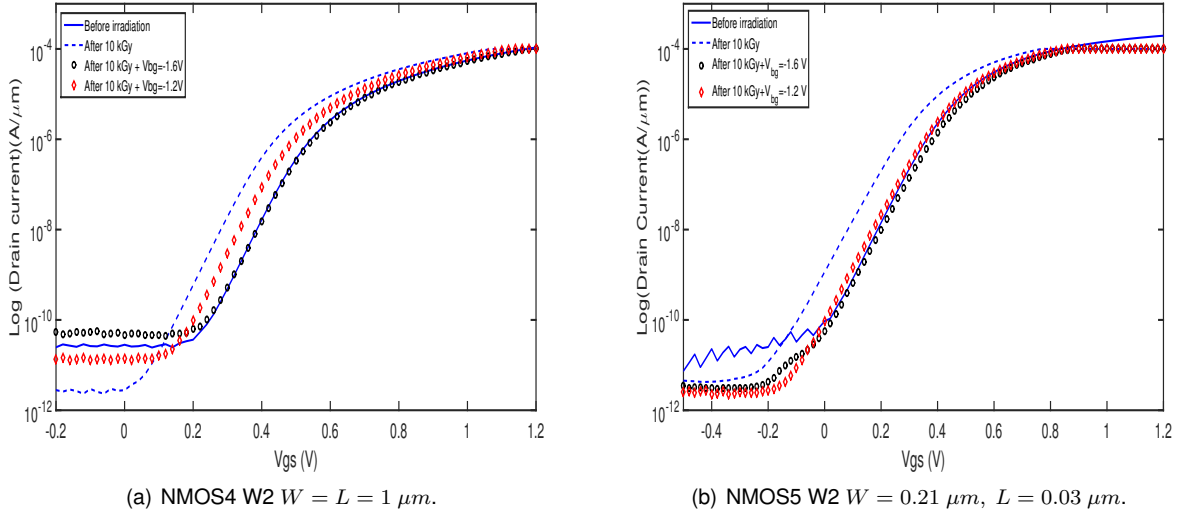 Before irradiation
After 10 kGy
After 10 kGy + Vbg=-1.6V
After 10 kGy + Vbg=-1.2V
Log (Drain current)(A/μm)
10⁻⁴
10⁻⁶
10⁻⁸
10⁻¹⁰
10⁻¹²
-0.2 0 0.2 0.4 0.6 0.8 1 1.2
Vgs (V)
(a) NMOS4 W2 W = L = 1 μm.
Before irradiation
After 10 kGy
After 10 kGy+V_bg=-1.6 V
After 10 kGy+V_bg=-1.2 V
Log(Drain Current(A/μm))
10⁻⁴
10⁻⁶
10⁻⁸
10⁻¹⁰
10⁻¹²
-0.4 -0.2 0 0.2 0.4 0.6 0.8 1 1.2
Vgs (V)
(b) NMOS5 W2 W = 0.21 μm, L = 0.03 μm.